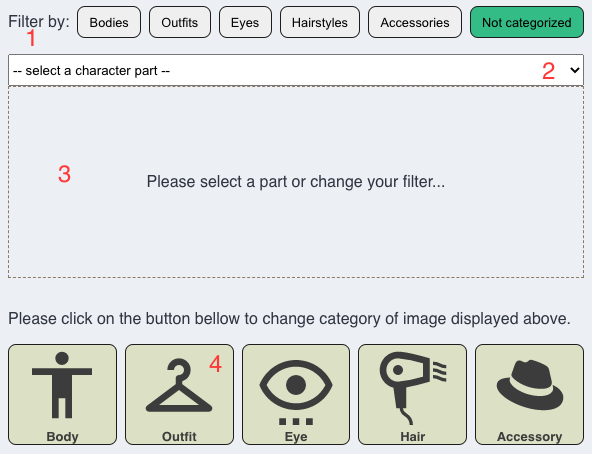 Filter by: Bodies Outfits Eyes Hairstyles Accessories Not categorized
1
-- select a character part -- 2
3 Please select a part or change your filter...
Please click on the button bellow to change category of image displayed above.
4
Body Outfit Eye Hair Accessory